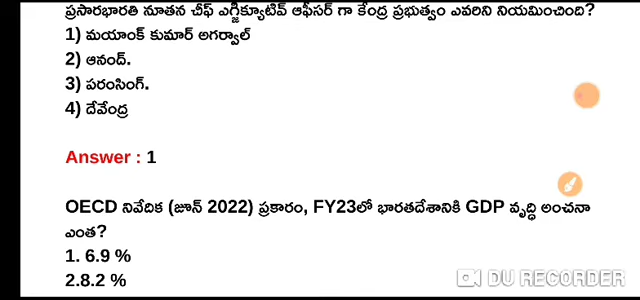 ప్రసారభారతి నూతన చీఫ్ ఎగ్జిక్యూటివ్ ఆఫీసర్ గా కేంద్ర ప్రభుత్వం ఎవరిని నియమించింది?
1) మయాంక్ కుమార్ అగర్వాల్
2) ఆనంద్.
3) పరంసింగ్.
4) దేవేంద్ర
Answer : 1
OECD నివేదిక (జూన్ 2022) ప్రకారం, FY23లో భారతదేశానికి GDP వృద్ధి అంచనా
ఎంత?
1. 6.9 %
2.8.2 %
DU RECORDER